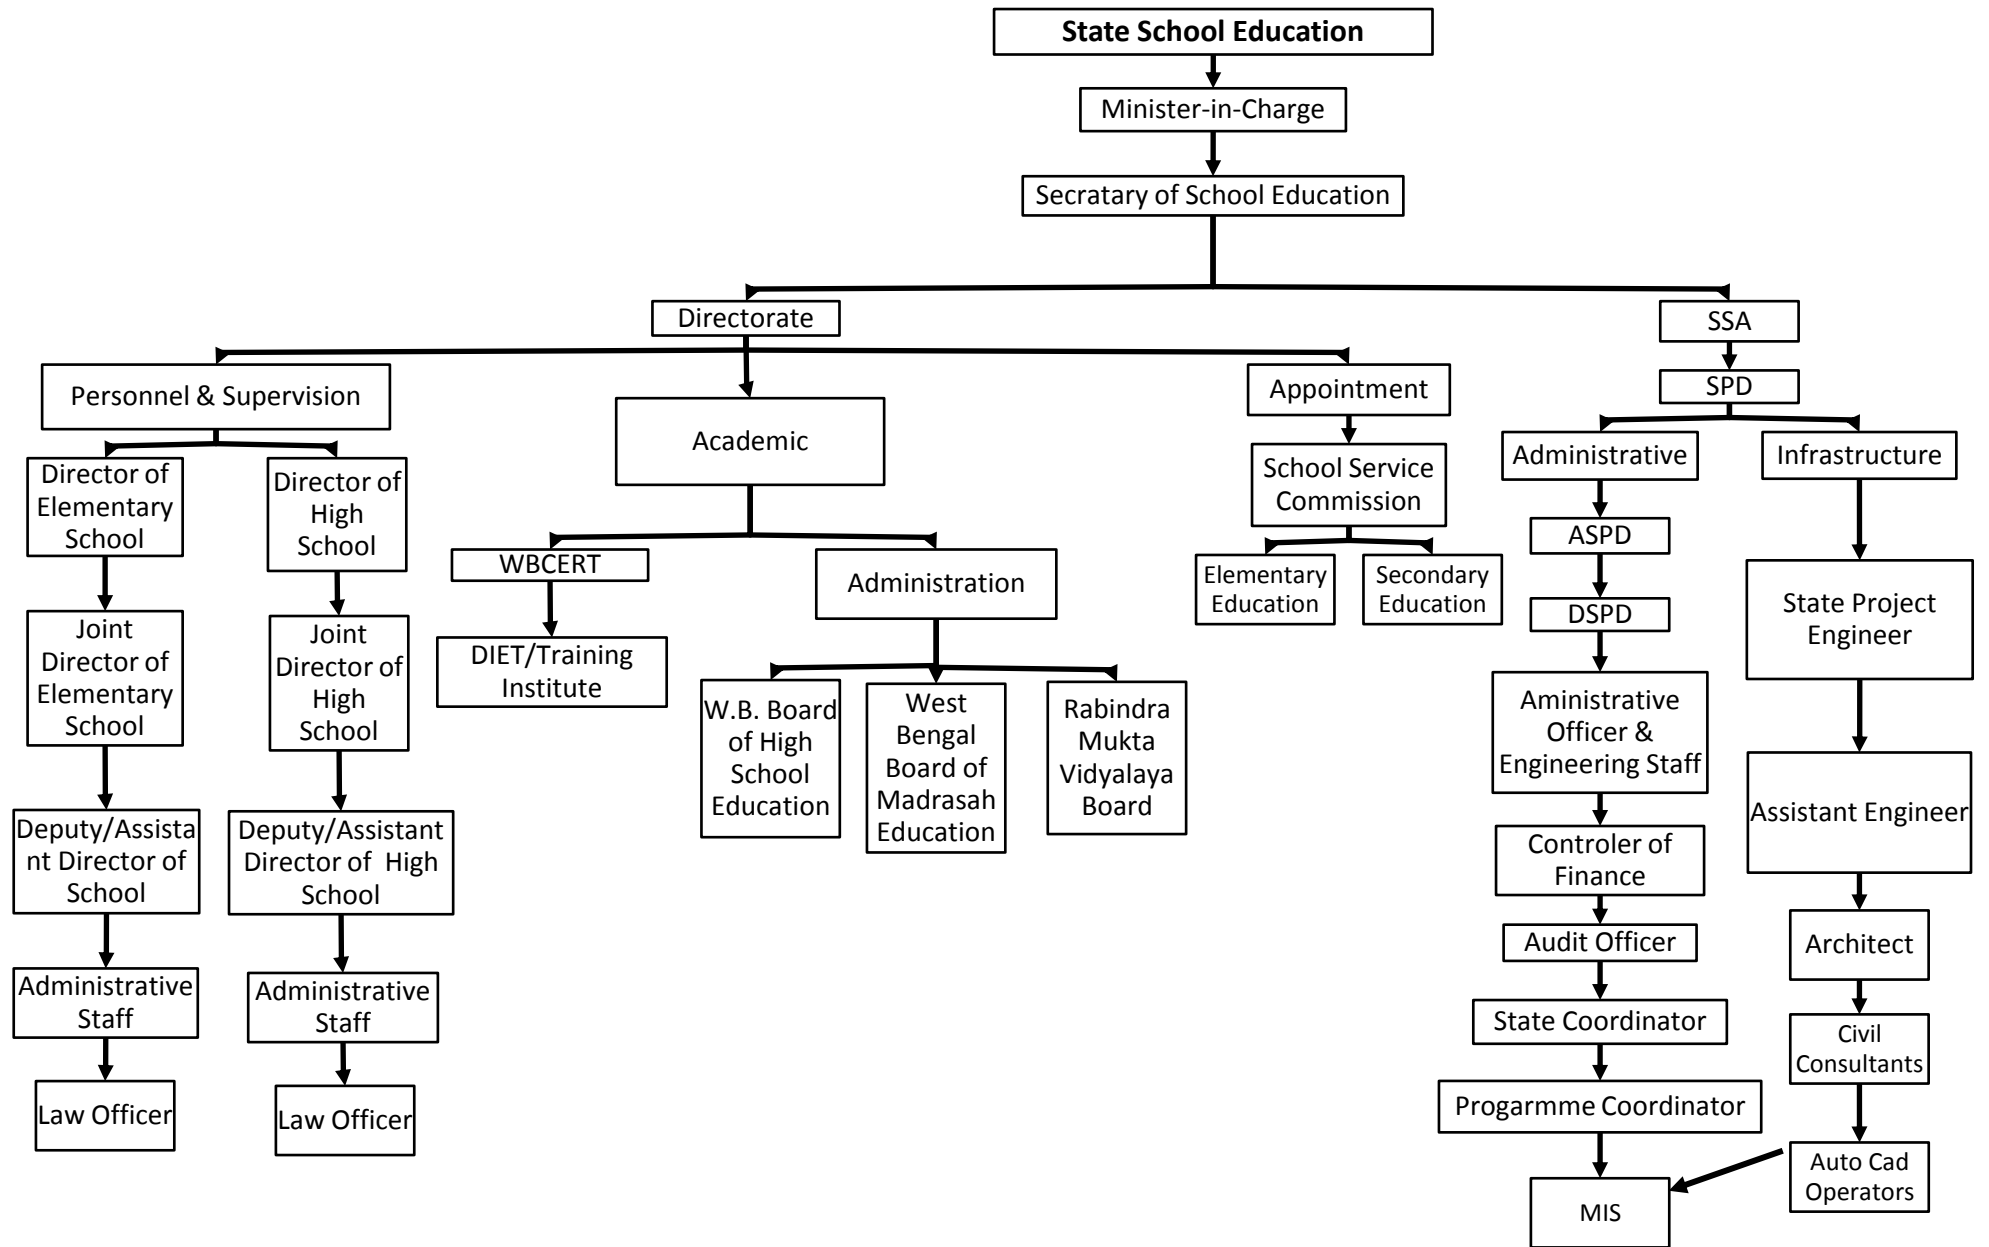 State School Education
Minister-in-Charge
Secratary of School Education
Directorate
SSA
SPD
Personnel & Supervision
Academic
Appointment
Administrative
Infrastructure
Director of
Elementary
School
Director of
High
School
School Service
Commission
ASPD
WBCERT
Administration
Elementary
Education
Secondary
Education
DSPD
State Project
Engineer
Joint
Director of
Elementary
School
Joint
Director of
High
School
DIET/Training
Institute
W.B. Board
of High
School
Education
West
Bengal
Board of
Madrasah
Education
Rabindra
Mukta
Vidyalaya
Board
Aministrative
Officer &
Engineering Staff
Assistant Engineer
Deputy/Assista
nt Director of
School
Deputy/Assistant
Director of High
School
Controler of
Finance
Audit Officer
Architect
Administrative
Staff
Administrative
Staff
State Coordinator
Civil
Consultants
Law Officer
Law Officer
Progarmme Coordinator
Auto Cad
Operators
MIS